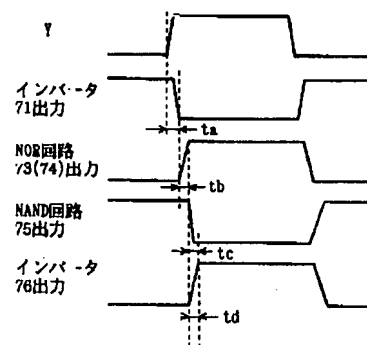 Y
インバータ
71出力
ta
NOR回路
73(74)出力
tb
NAND回路
75出力
tc
インバータ
76出力
td